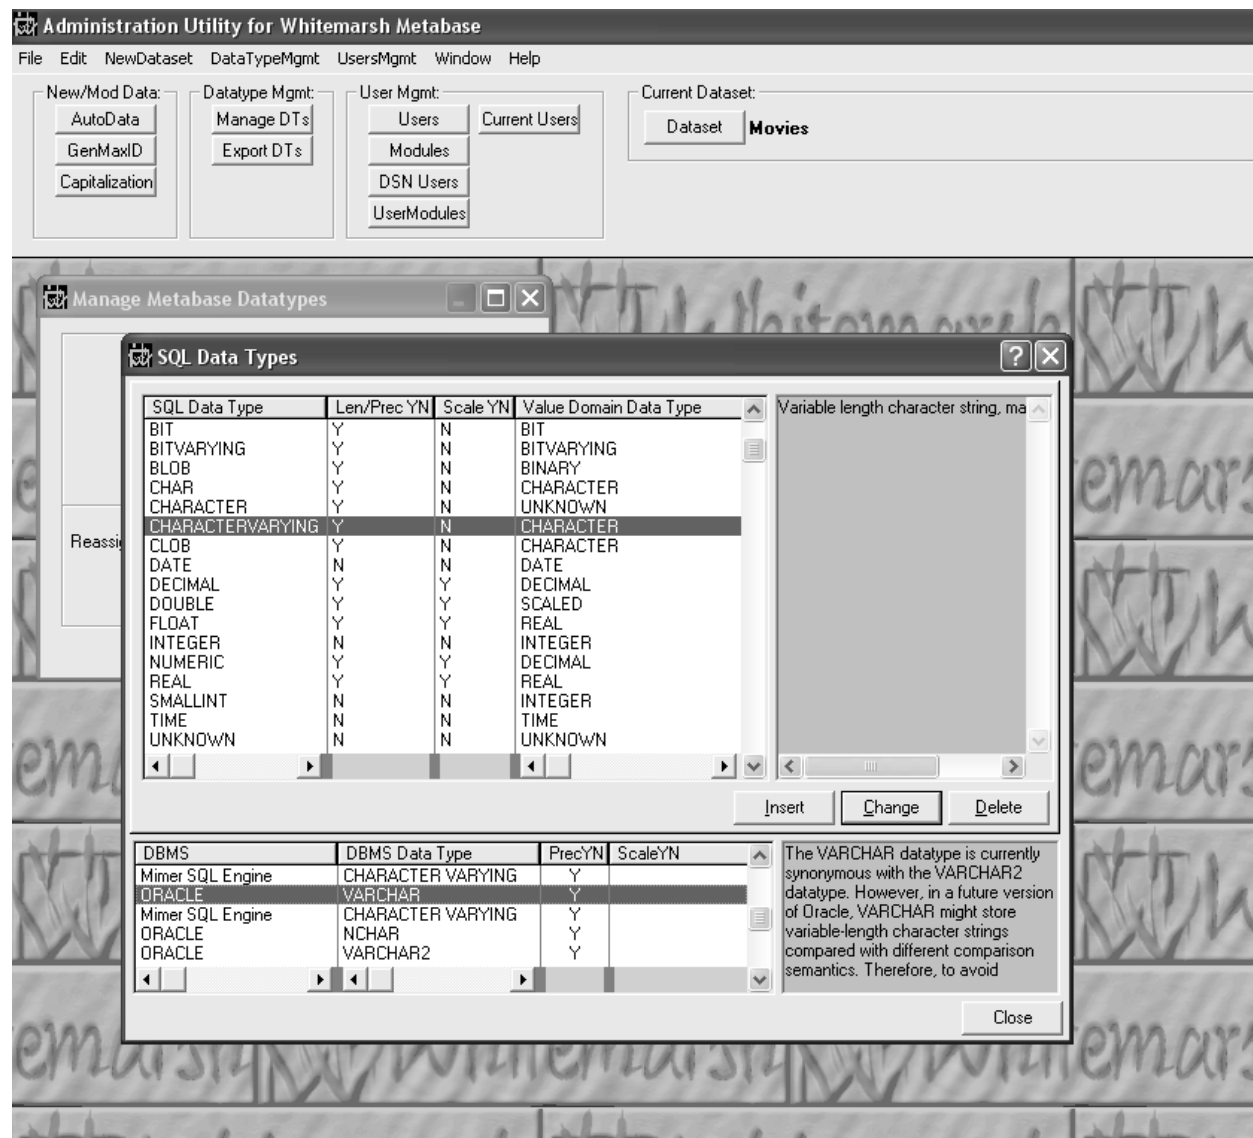 Administration Utility for Whitemarsh Metabase
File Edit NewDataset DataTypeMgmt UsersMgmt Window Help
New/Mod Data: Datatype Mgmt: User Mgmt: Current Dataset:
AutoData Manage DTs Users Current Users Dataset Movies
GenMaxID Export DTs Modules
Capitalization DSN Users
UserModules
Manage Metabase Datatypes
SQL Data Types
SQL Data Type Len/Prec YN Scale YN Value Domain Data Type Variable length character string, ma
BIT Y N BIT
BITVARYING Y N BITVARYING
BLOB Y N BINARY
CHAR Y N CHARACTER
CHARACTER Y N UNKNOWN
CHARACTERVARYING Y N CHARACTER
CLOB Y N CHARACTER
DATE N N DATE
DECIMAL Y Y DECIMAL
DOUBLE Y Y SCALED
FLOAT Y Y REAL
INTEGER N N INTEGER
NUMERIC Y Y DECIMAL
REAL Y Y REAL
SMALLINT N N INTEGER
TIME N N TIME
UNKNOWN N N UNKNOWN
Insert Change Delete
DBMS DBMS Data Type PrecYN ScaleYN
Mimer SQL Engine CHARACTER VARYING Y
ORACLE VARCHAR Y
Mimer SQL Engine CHARACTER VARYING Y
ORACLE NCHAR Y
ORACLE VARCHAR2 Y
The VARCHAR datatype is currently
synonymous with the VARCHAR2
datatype. However, in a future version
of Oracle, VARCHAR might store
variable-length character strings
compared with different comparison
semantics. Therefore, to avoid
Close